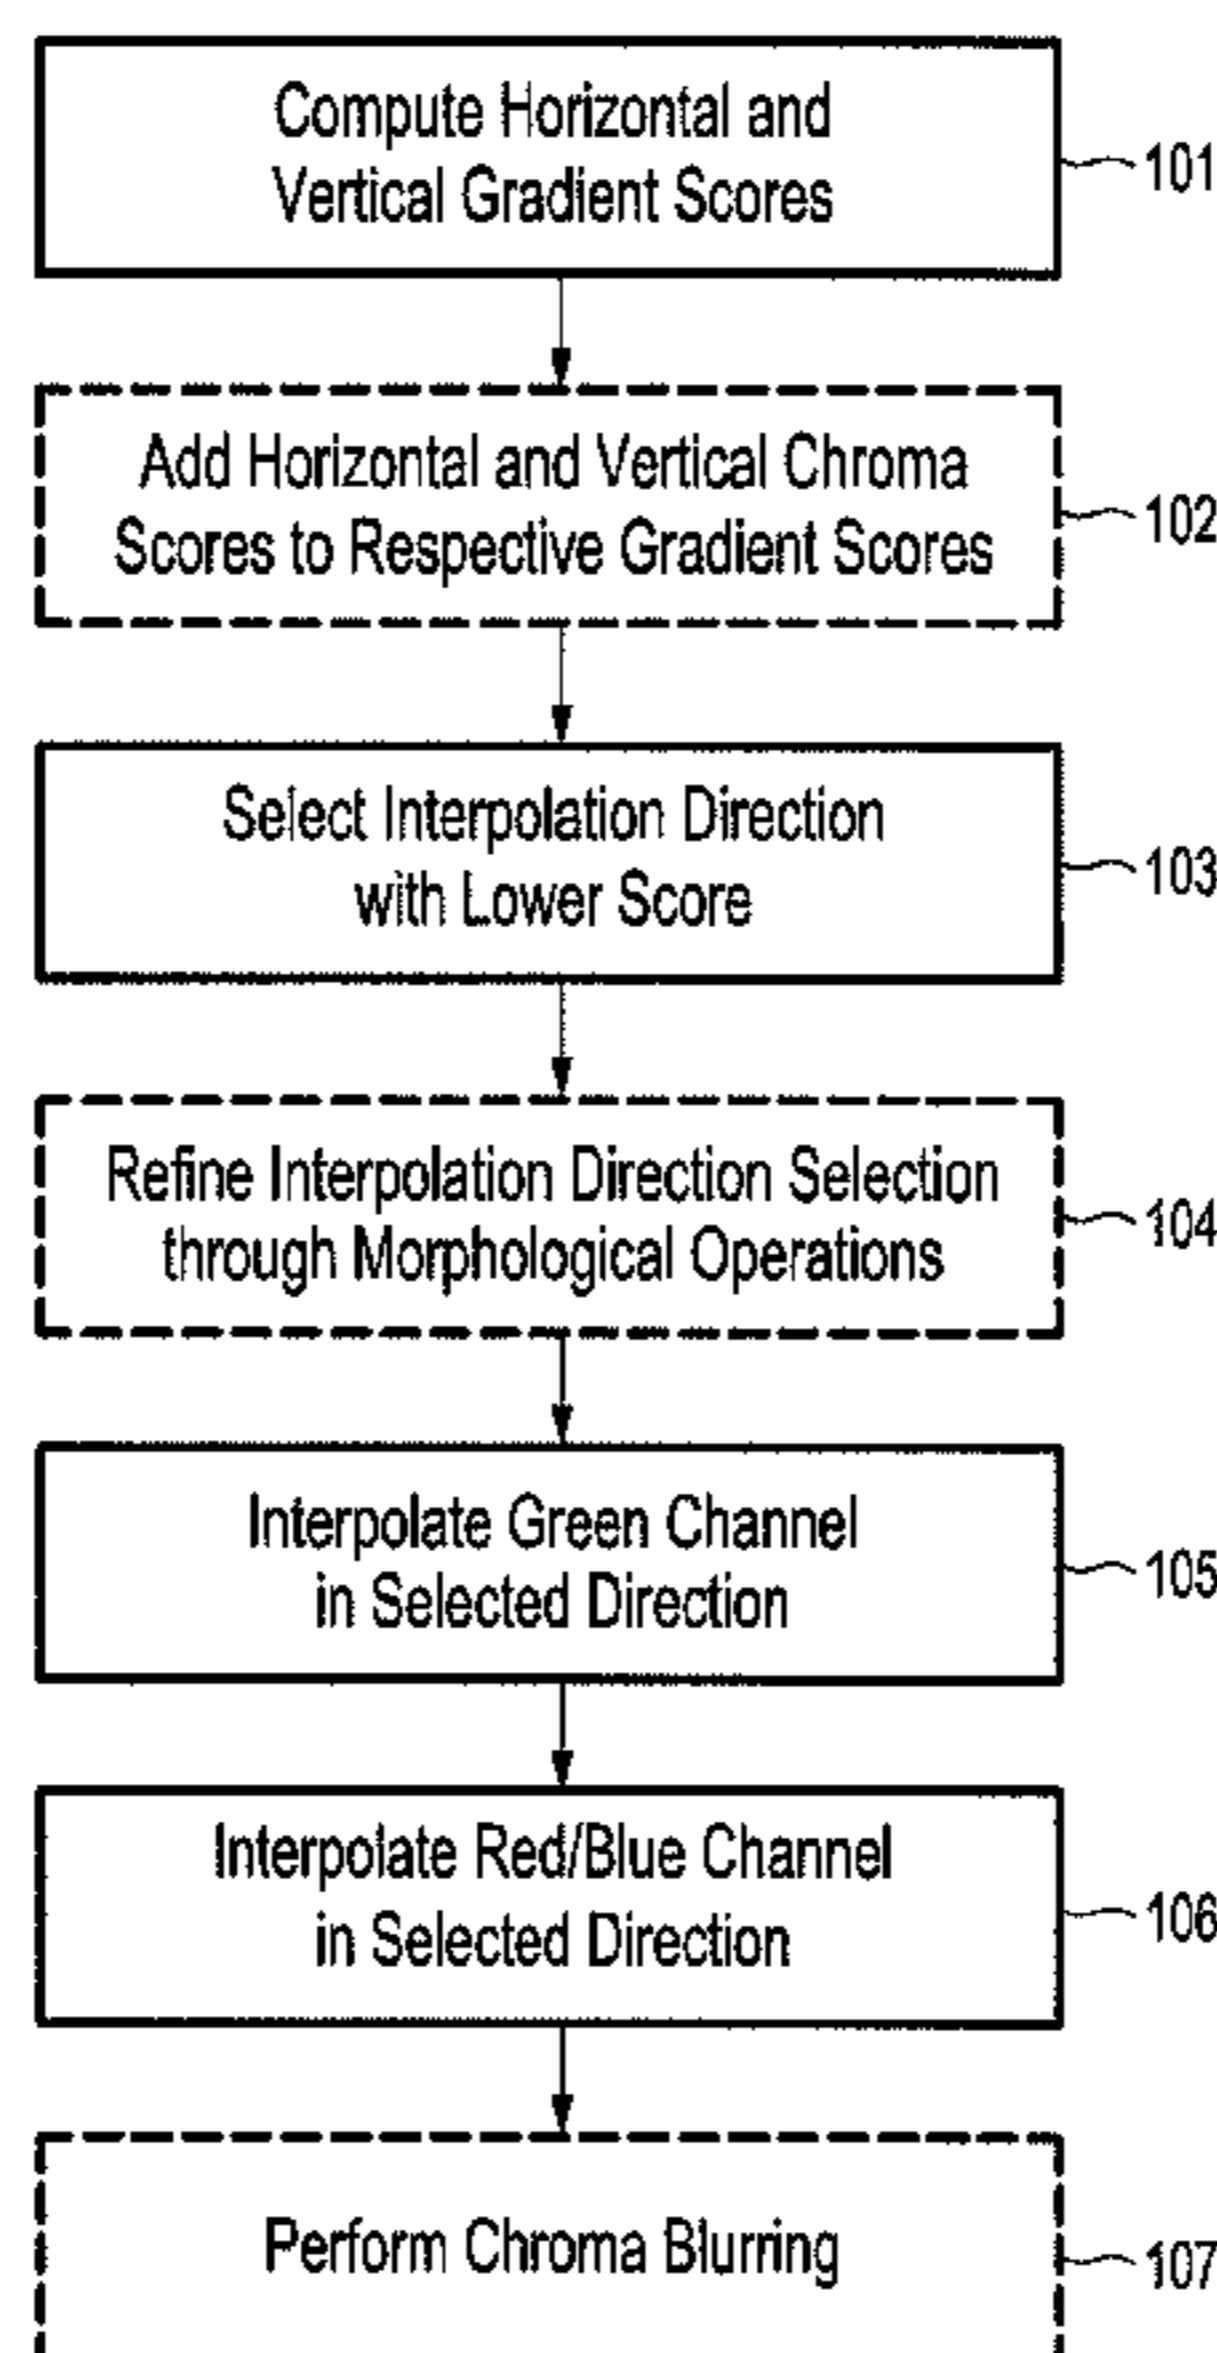 Compute Horizontal and
Vertical Gradient Scores
101
Add Horizontal and Vertical Chroma
Scores to Respective Gradient Scores
102
Select Interpolation Direction
with Lower Score
103
Refine Interpolation Direction Selection
through Morphological Operations
104
Interpolate Green Channel
in Selected Direction
105
Interpolate Red/Blue Channel
in Selected Direction
106
Perform Chroma Blurring
107